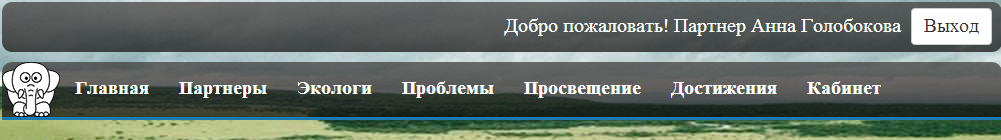 Добро пожаловать! Партнер Анна Голобокова Выход
Главная Партнеры Экологи Проблемы Просвещение Достижения Кабинет